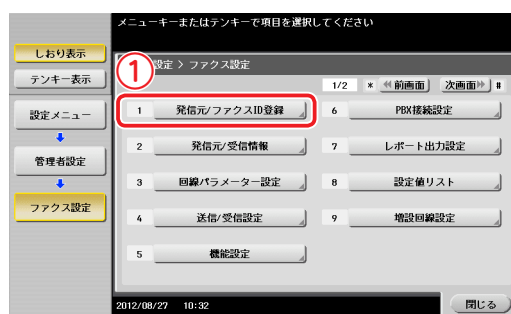 メニューキーまたはテンキーで項目を選択してください
しおり表示
テンキー表示
設定メニュー
管理者設定
ファクス設定
①
設定 > ファクス設定
1/2 * 前画面 次画面 #
1 発信元/ファクスID登録
6 PBX接続設定
2 発信元/受信情報
7 レポート出力設定
3 回線パラメーター設定
8 設定値リスト
4 送信/受信設定
9 増設回線設定
5 機能設定
2012/08/27 10:32
閉じる